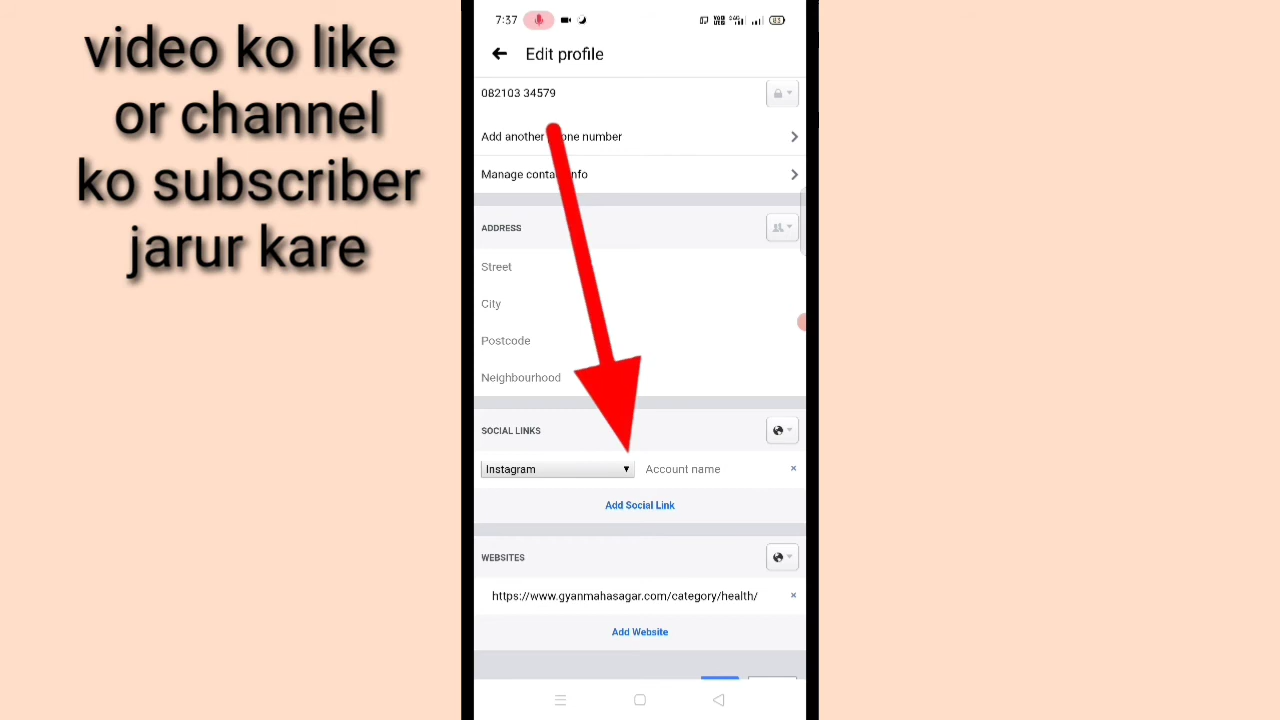 video ko like
or channel
ko subscriber
jarur kare
7:37
Edit profile
082103 34579
Add another phone number
Manage contact info
ADDRESS
Street
City
Postcode
Neighbourhood
SOCIAL LINKS
Instagram
Account name
Add Social Link
WEBSITES
https://www.gyanmahasagar.com/category/health/
Add Website